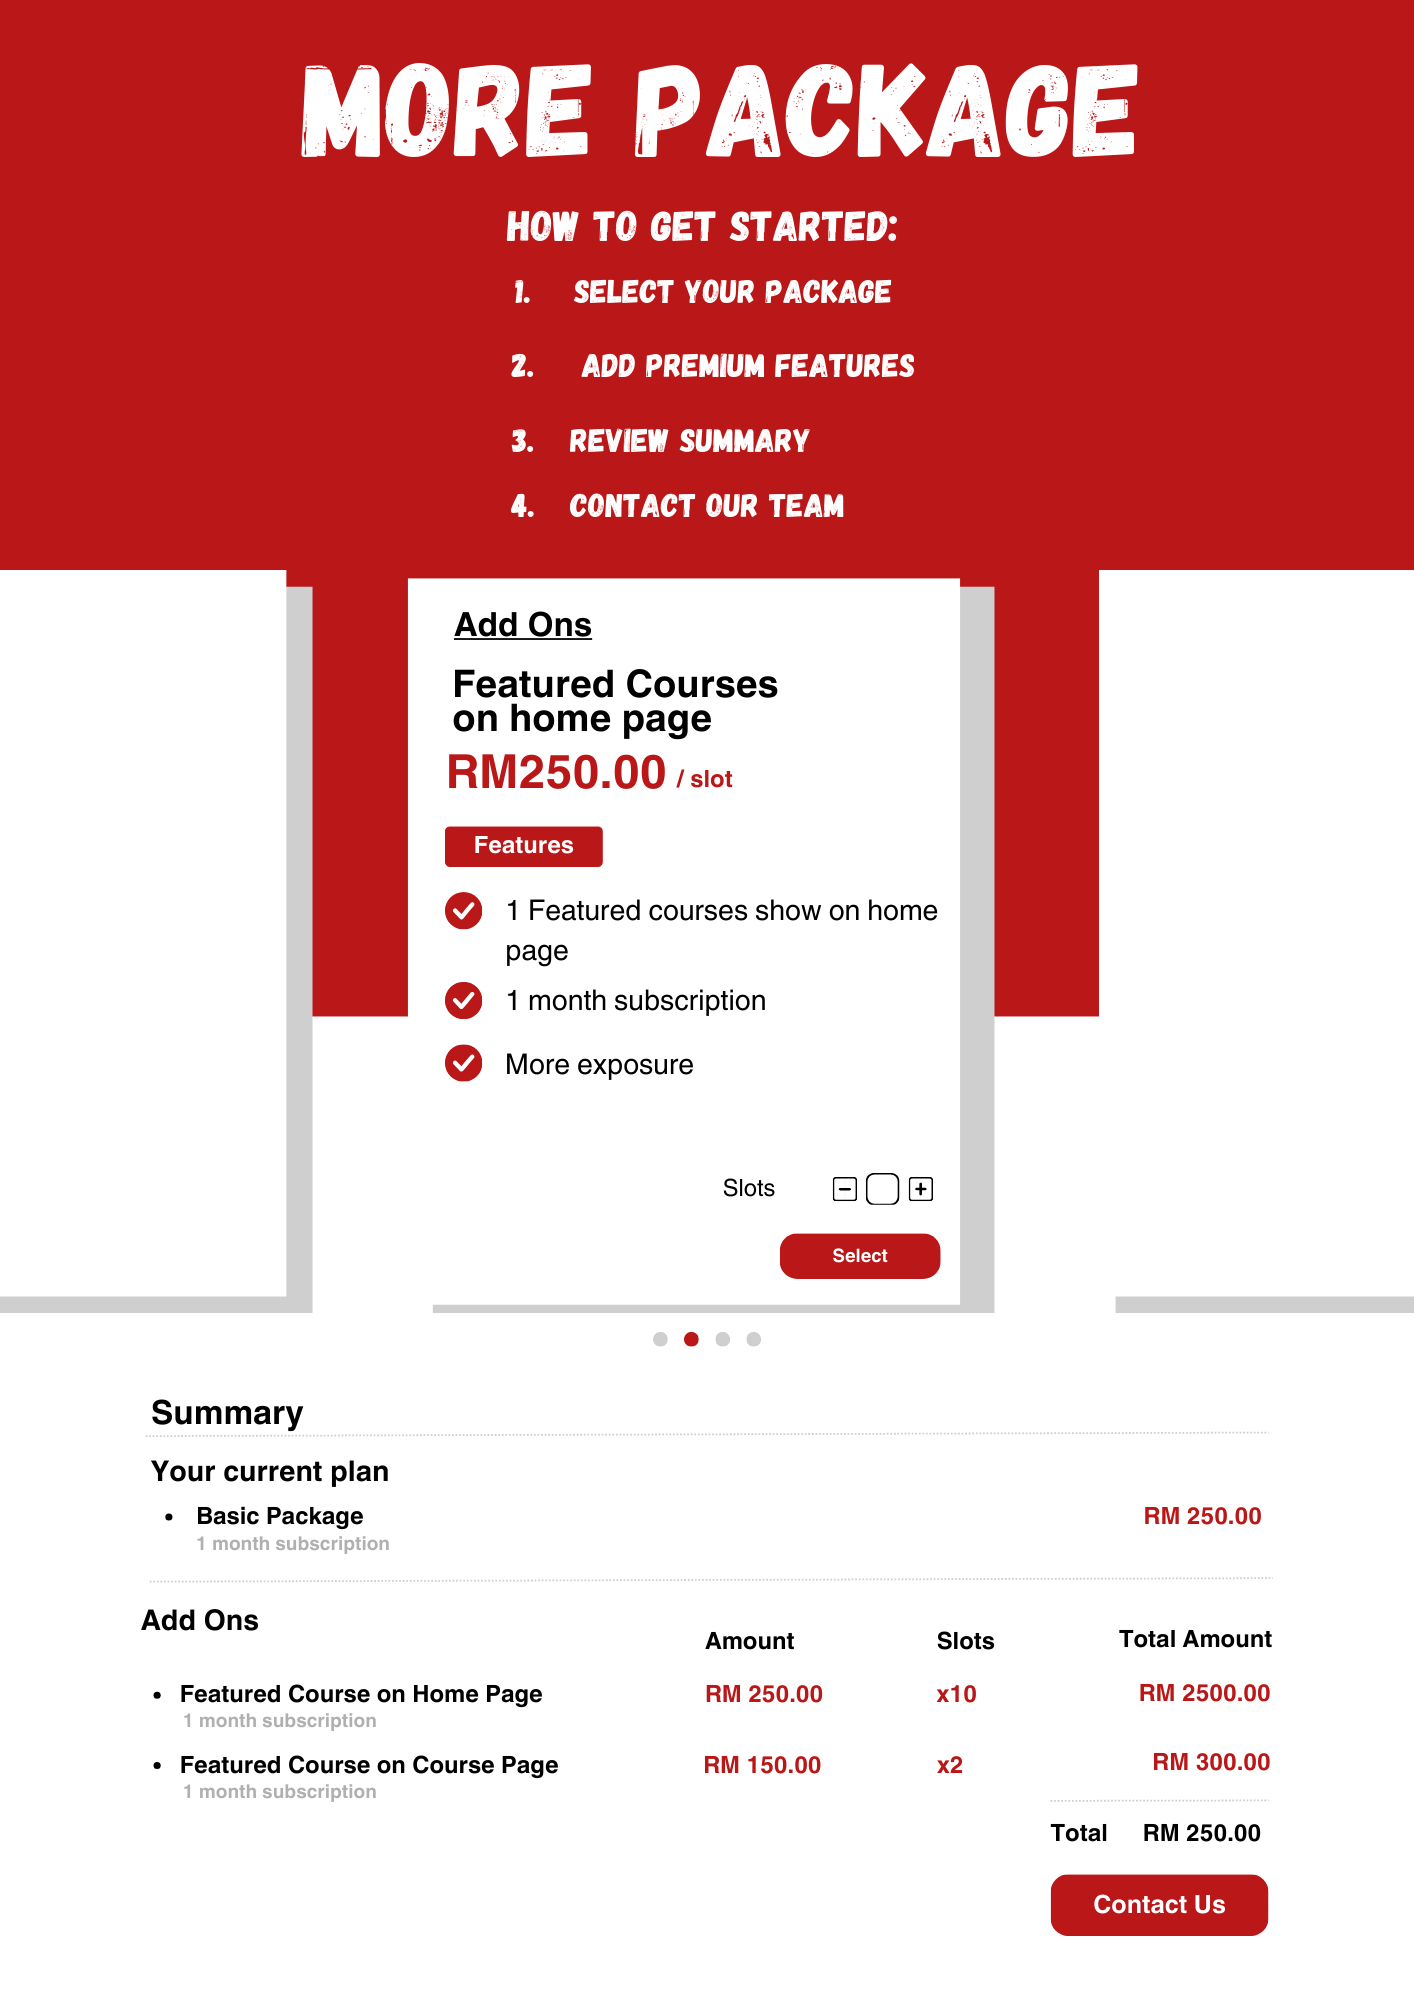 MORE PACKAGE
HOW TO GET STARTED:
1. SELECT YOUR PACKAGE
2. ADD PREMIUM FEATURES
3. REVIEW SUMMARY
4. CONTACT OUR TEAM
Add Ons
Featured Courses
on home page
RM250.00 / slot
Features
1 Featured courses show on home
page
1 month subscription
More exposure
Slots
Select
Summary
Your current plan
• Basic Package RM 250.00
1 month subscription
Add Ons
Amount Slots Total Amount
• Featured Course on Home Page RM 250.00 x10 RM 2500.00
1 month subscription
• Featured Course on Course Page RM 150.00 x2 RM 300.00
1 month subscription
Total RM 250.00
Contact Us